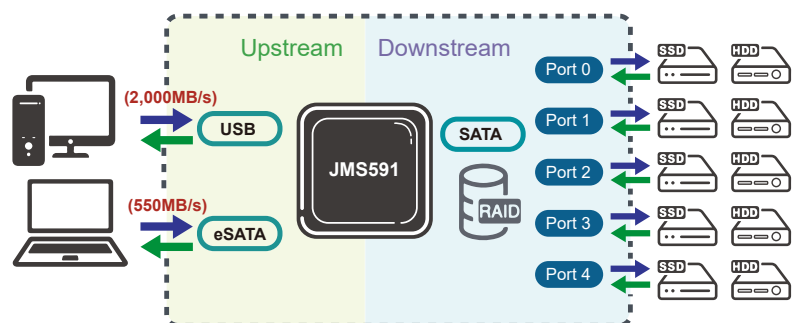 Upstream
Downstream
(2,000MB/s)
USB
(550MB/s)
eSATA
JMS591
SATA
RAID
Port 0
SSD
HDD
Port 1
SSD
HDD
Port 2
SSD
HDD
Port 3
SSD
HDD
Port 4
SSD
HDD